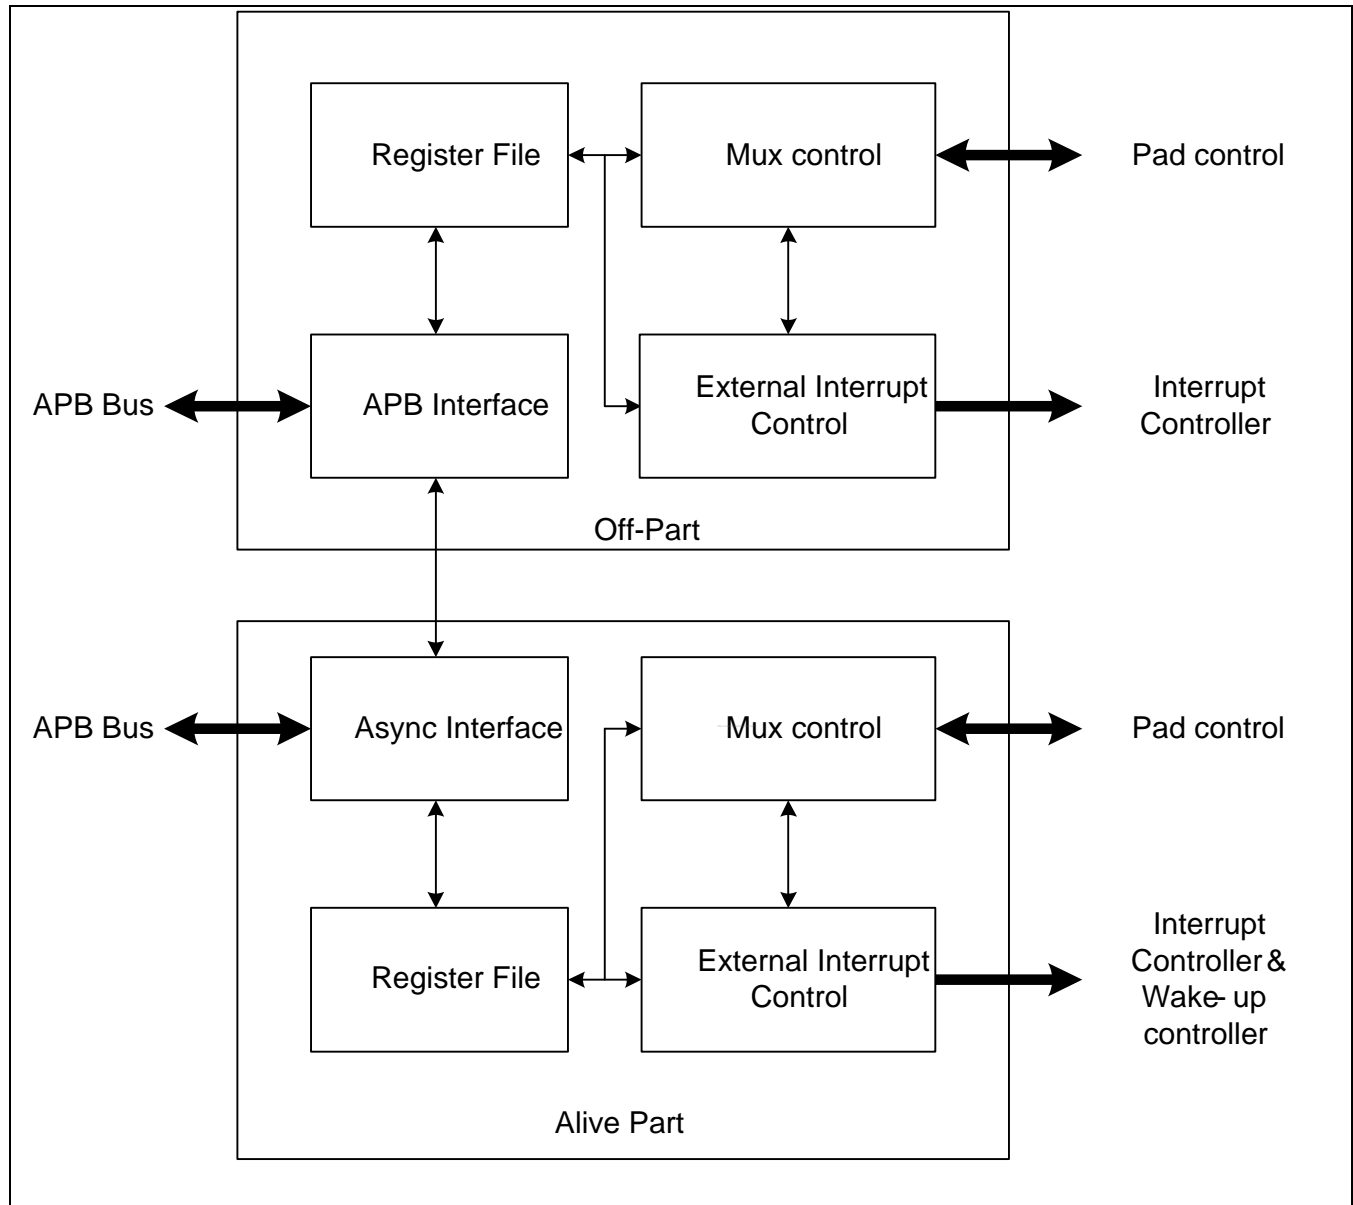 Register File
Mux control
Pad control
APB Bus
APB Interface
External Interrupt
Control
Interrupt
Controller
Off-Part
APB Bus
Async Interface
Mux control
Pad control
Register File
External Interrupt
Control
Interrupt
Controller &
Wake- up
controller
Alive Part